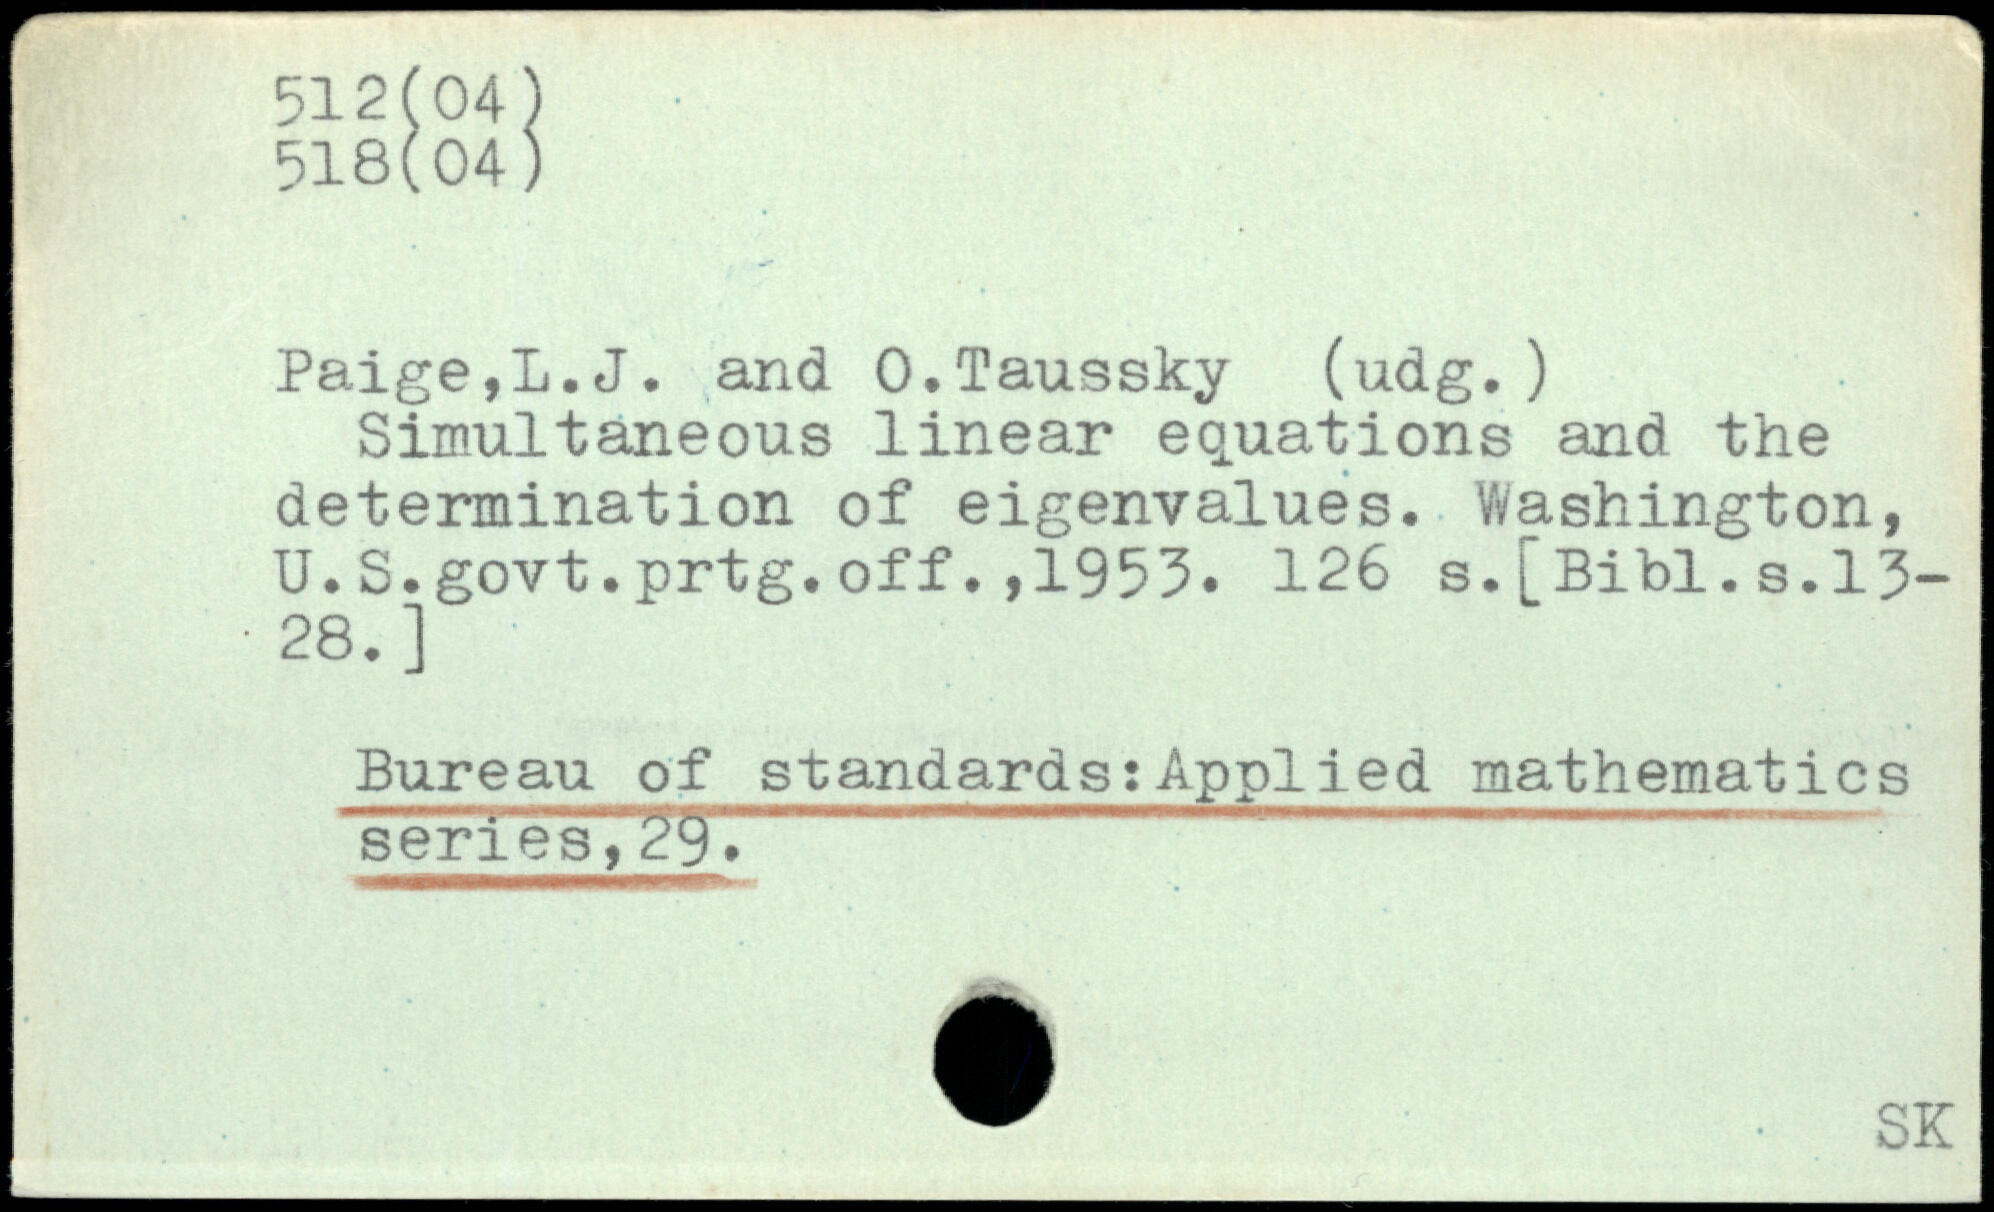 512(04)
518(04)
Paige,L.J. and O.Taussky (udg.)
Simultaneous linear equations and the
determination of eigenvalues. Washington,
U.S.govt.prtg.off.,1953. 126 s.[Bibl.s.13-
28.]
Bureau of standards:Applied mathematics
series,29.
SK